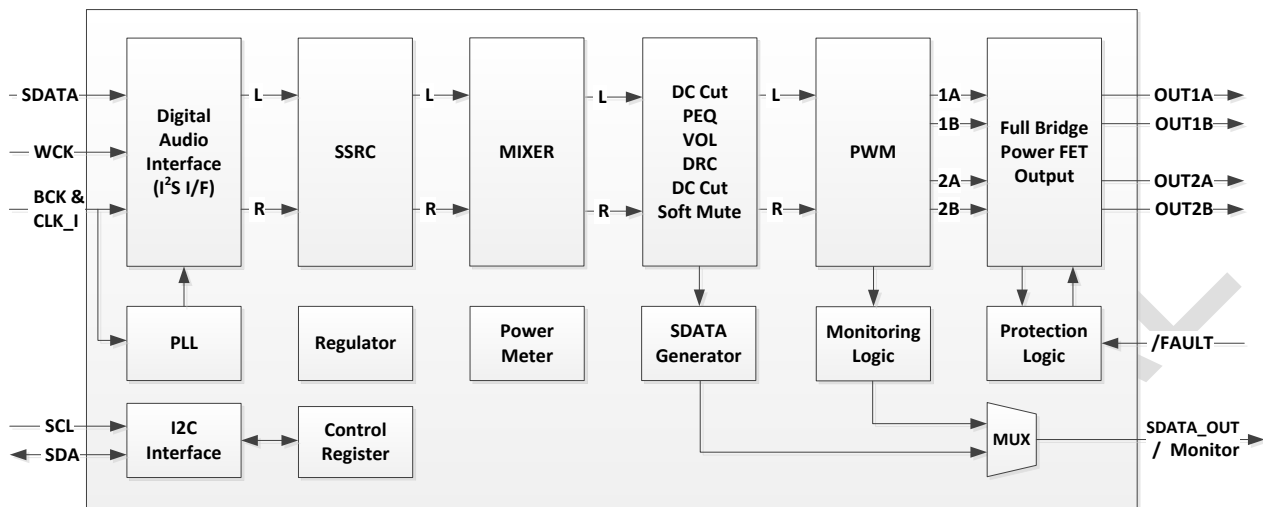 SDATA
WCK
BCK &
CLK_I
Digital
Audio
Interface
(I²S I/F)
L
R
SSRC
L
R
MIXER
L
R
DC Cut
PEQ
VOL
DRC
DC Cut
Soft Mute
L
R
PWM
1A
1B
2A
2B
Full Bridge
Power FET
Output
OUT1A
OUT1B
OUT2A
OUT2B
PLL
Regulator
Power
Meter
SDATA
Generator
Monitoring
Logic
Protection
Logic
/FAULT
SCL
SDA
I2C
Interface
Control
Register
MUX
SDATA_OUT
/ Monitor